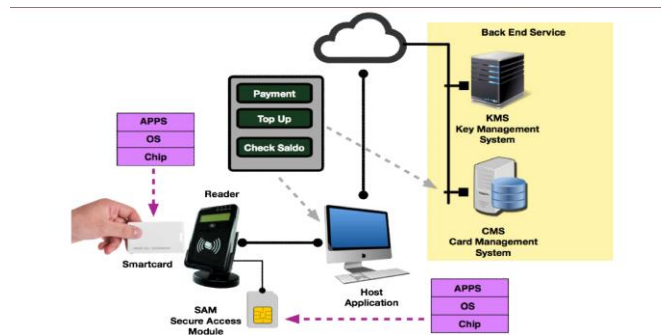 Back End Service
Payment
Top Up
Check Saldo
KMS
Key Management
System
APPS
OS
Chip
Reader
Smartcard
CMS
Card Management
System
Host
Application
SAM
Secure Access
Module
APPS
OS
Chip